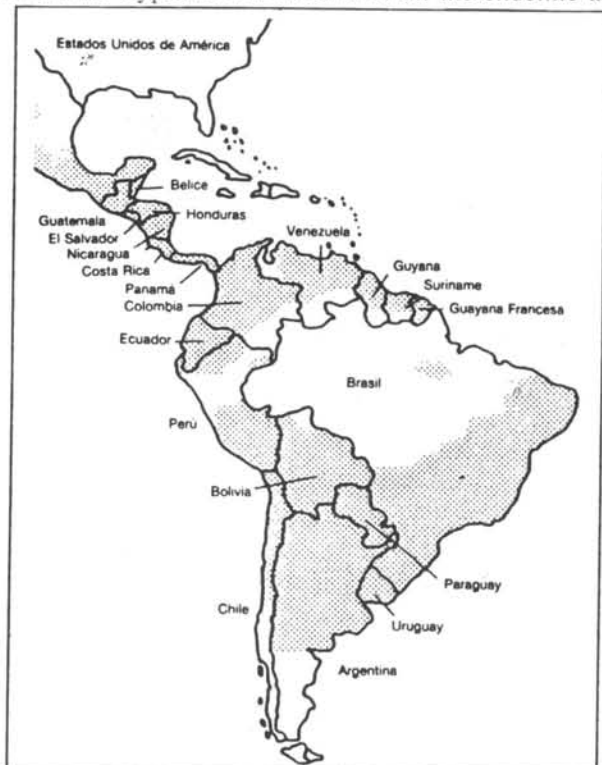 Estados Unidos de América
Belice
Honduras
Guatemala
El Salvador
Nicaragua
Costa Rica
Panamá
Colombia
Venezuela
Guyana
Suriname
Guayana Francesa
Ecuador
Brasil
Perú
Bolivia
Paraguay
Chile
Uruguay
Argentina